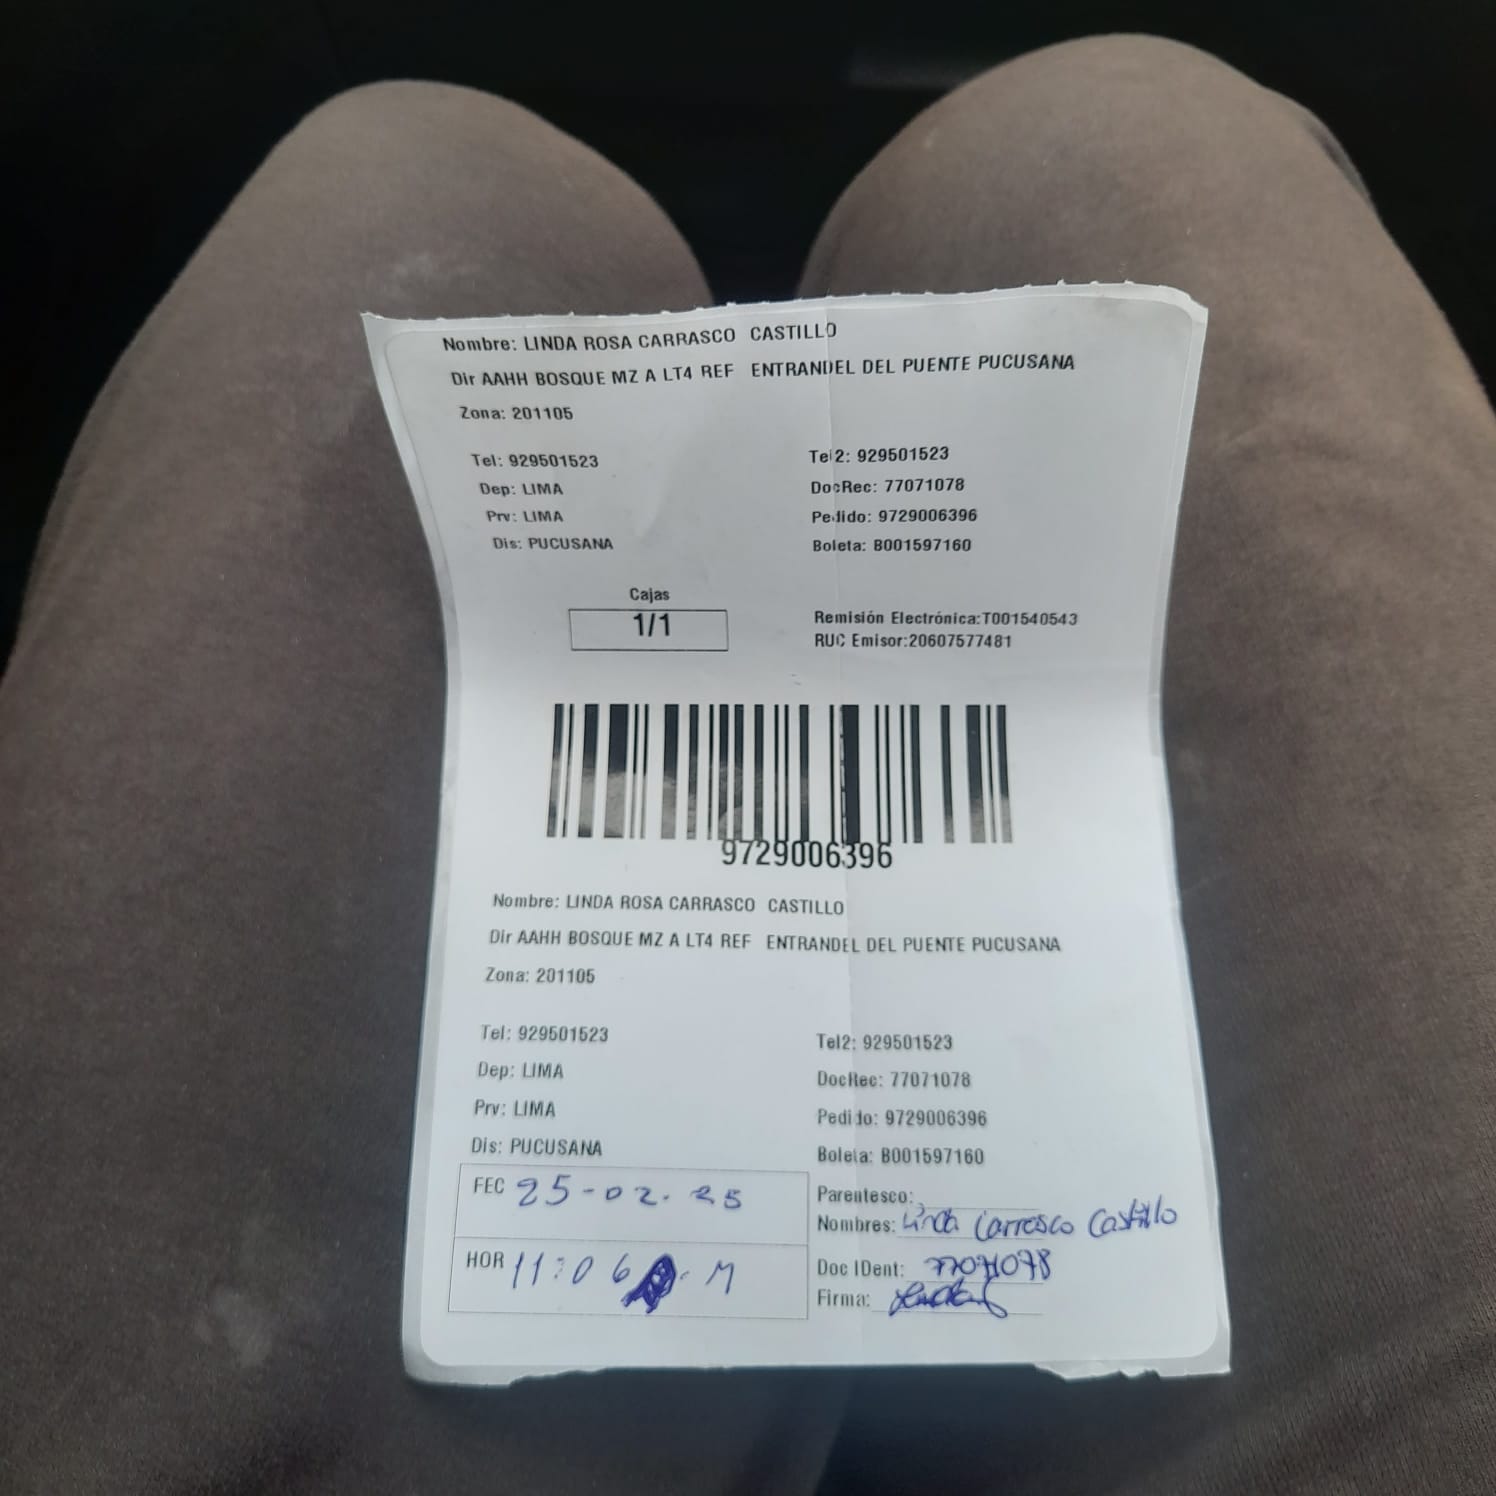 Nombre: LINDA ROSA CARRASCO CASTILLO
Dir AAHH BOSQUE MZ A LT4 REF ENTRANDEL DEL PUENTE PUCUSANA
Zona: 201105
Tel: 929501523 Tel2: 929501523
Dep: LIMA DocRec: 77071078
Prv: LIMA Pedido: 9729006396
Dis: PUCUSANA Boleta: B001597160
Cajas
1/1
Remisión Electrónica:T001540543
RUC Emisor:20607577481
9729006396
Nombre: LINDA ROSA CARRASCO CASTILLO
Dir AAHH BOSQUE MZ A LT4 REF ENTRANDEL DEL PUENTE PUCUSANA
Zona: 201105
Tel: 929501523 Tel2: 929501523
Dep: LIMA DocRec: 77071078
Prv: LIMA Pedido: 9729006396
Dis: PUCUSANA Boleta: B001597160
FEC 25-02.25
HOR 11:06 M
Parentesco:
Nombres: Linda Carrasco Castillo
Doc IDent: 77071078
Firma: